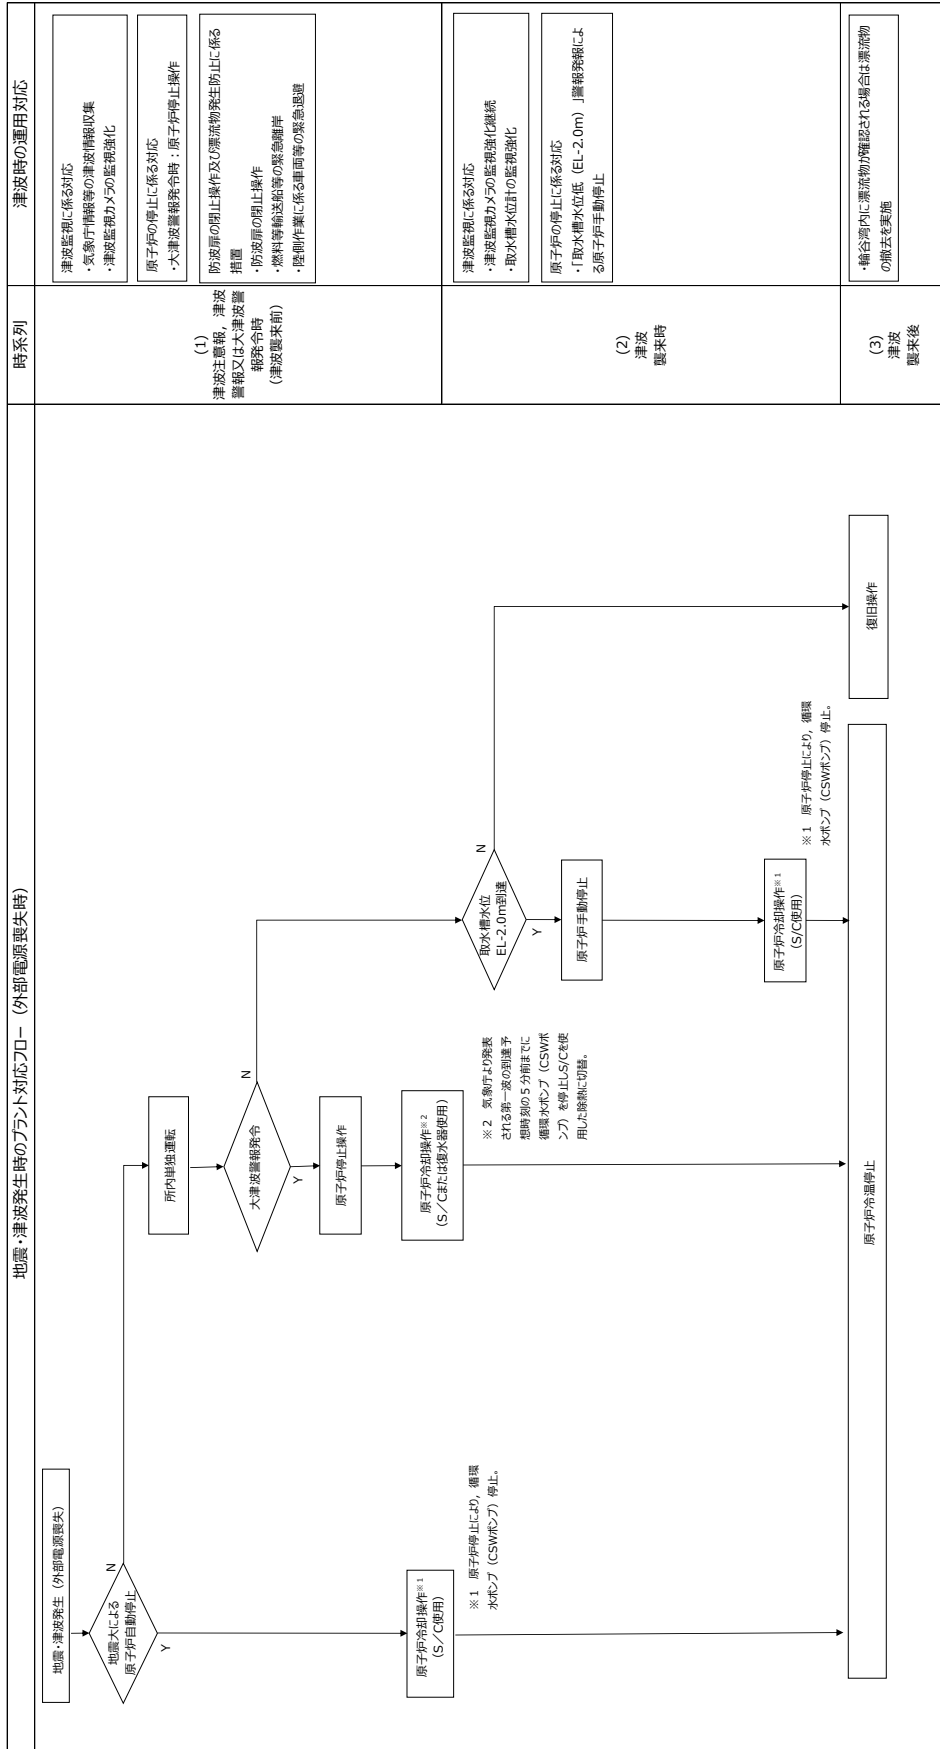 地震・津波発生時のプラント対応フロー（外部電源喪失時）
時系列
津波時の運用対応
地震・津波発生（外部電源喪失）
地震大による
原子炉自動停止
N
Y
所内単独運転
大津波警報発令
N
Y
原子炉停止操作
原子炉冷却操作※1
（S／C使用）
※１　原子炉停止により，循環
水ポンプ（CSWポンプ）停止。
原子炉冷却操作※2
（S／Cまたは復水器使用）
※２　気象庁より発表
される第一波の到達予
想時刻の５分前までに
循環水ポンプ（CSWポ
ンプ）を停止しS/Cを使
用した除熱に切替。
取水槽水位
EL-2.0m到達
N
Y
原子炉手動停止
原子炉冷却操作※1
（S/C使用）
※１　原子炉停止により，循環
水ポンプ（CSWポンプ）停止。
原子炉冷温停止
復旧操作
(1)
津波注意報，津波
警報又は大津波警
報発令時
（津波襲来前）
津波監視に係る対応
・気象庁情報等の津波情報収集
・津波監視カメラの監視強化
原子炉の停止に係る対応
・大津波警報発令時：原子炉停止操作
防波扉の閉止操作及び漂流物発生防止に係る
措置
・防波扉の閉止操作
・燃料等輸送船等の緊急離岸
・陸側作業に係る車両等の緊急退避
(2)
津波
襲来時
津波監視に係る対応
・津波監視カメラの監視強化継続
・取水槽水位計の監視強化
原子炉の停止に係る対応
・「取水槽水位低（EL-2.0m）」警報発報によ
る原子炉手動停止
(3)
津波
襲来後
・輪谷湾内に漂流物が確認される場合は漂流物
の撤去を実施